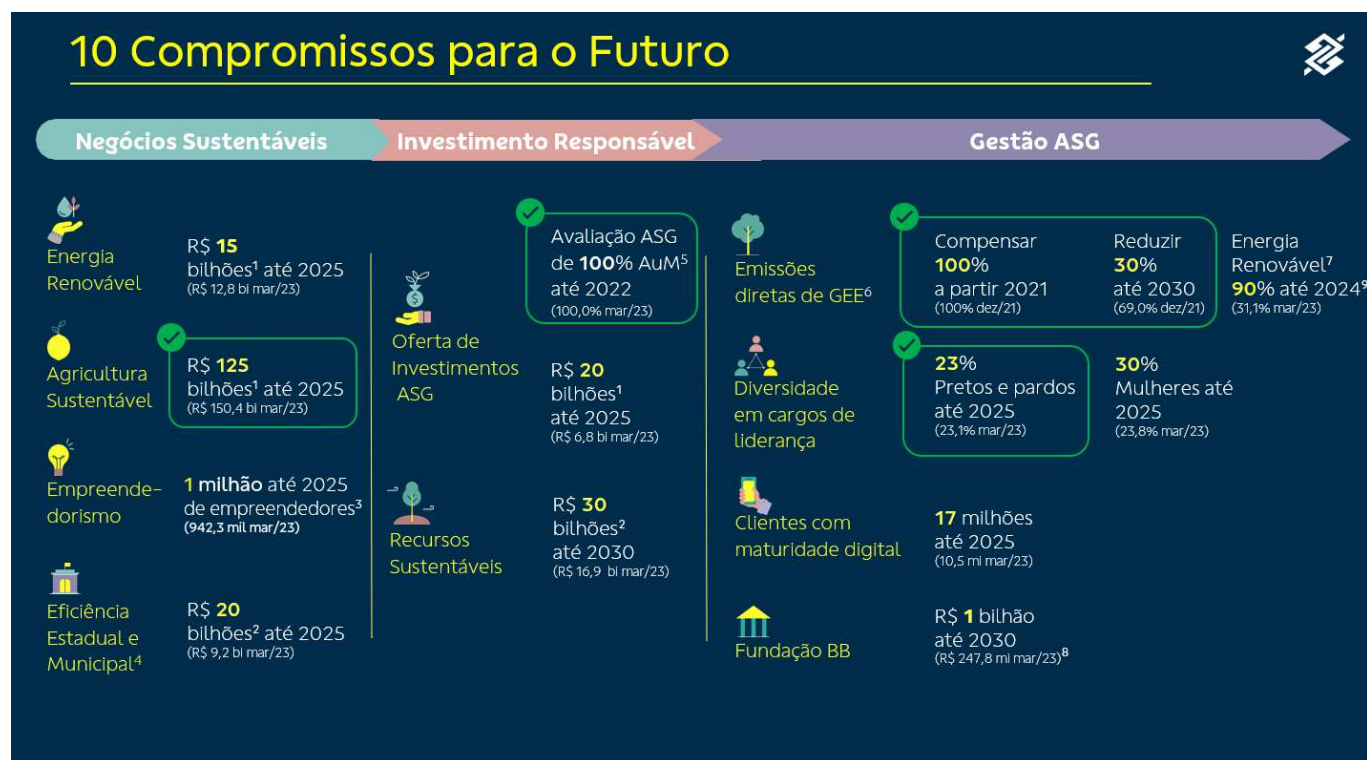 10 Compromissos para o Futuro
Negócios Sustentáveis
Investimento Responsável
Gestão ASG
Energia
Renovável
R$ 15
bilhões¹ até 2025
(R$ 12,8 bi mar/23)
Agricultura
Sustentável
R$ 125
bilhões¹ até 2025
(R$ 150,4 bi mar/23)
Empreende-
dorismo
1 milhão até 2025
de empreendedores³
(942,3 mil mar/23)
Eficiência
Estadual e
Municipal⁴
R$ 20
bilhões² até 2025
(R$ 9,2 bi mar/23)
Oferta de
Investimentos
ASG
Avaliação ASG
de 100% AuM⁵
até 2022
(100,0% mar/23)
R$ 20
bilhões¹
até 2025
(R$ 6,8 bi mar/23)
Recursos
Sustentáveis
R$ 30
bilhões²
até 2030
(R$ 16,9 bi mar/23)
Emissões
diretas de GEE⁶
Compensar
100%
a partir 2021
(100% dez/21)
Reduzir
30%
até 2030
(69,0% dez/21)
Energia
Renovável⁷
90% até 2024⁹
(31,1% mar/23)
Diversidade
em cargos de
liderança
23%
Pretos e pardos
até 2025
(23,1% mar/23)
30%
Mulheres até
2025
(23,8% mar/23)
Clientes com
maturidade digital
17 milhões
até 2025
(10,5 mi mar/23)
Fundação BB
R$ 1 bilhão
até 2030
(R$ 247,8 mi mar/23)⁸